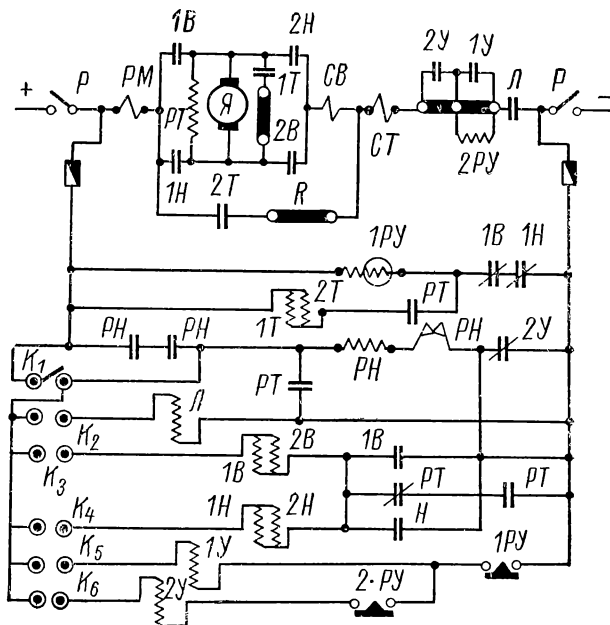 1В 2Н 2У 1У
+ Р РМ 1Т СВ Л Р −
РТ Я 2В СТ 2РУ
1Н 2Т R
1РУ 1В 1Н
2Т РТ
1Т
РН РН РН 2У
К1 РТ РН
Л
К2
2В 1В
К3 1В РТ РТ
К4 1Н 2Н Н
К5 1У 1РУ
К6 2У 2·РУ